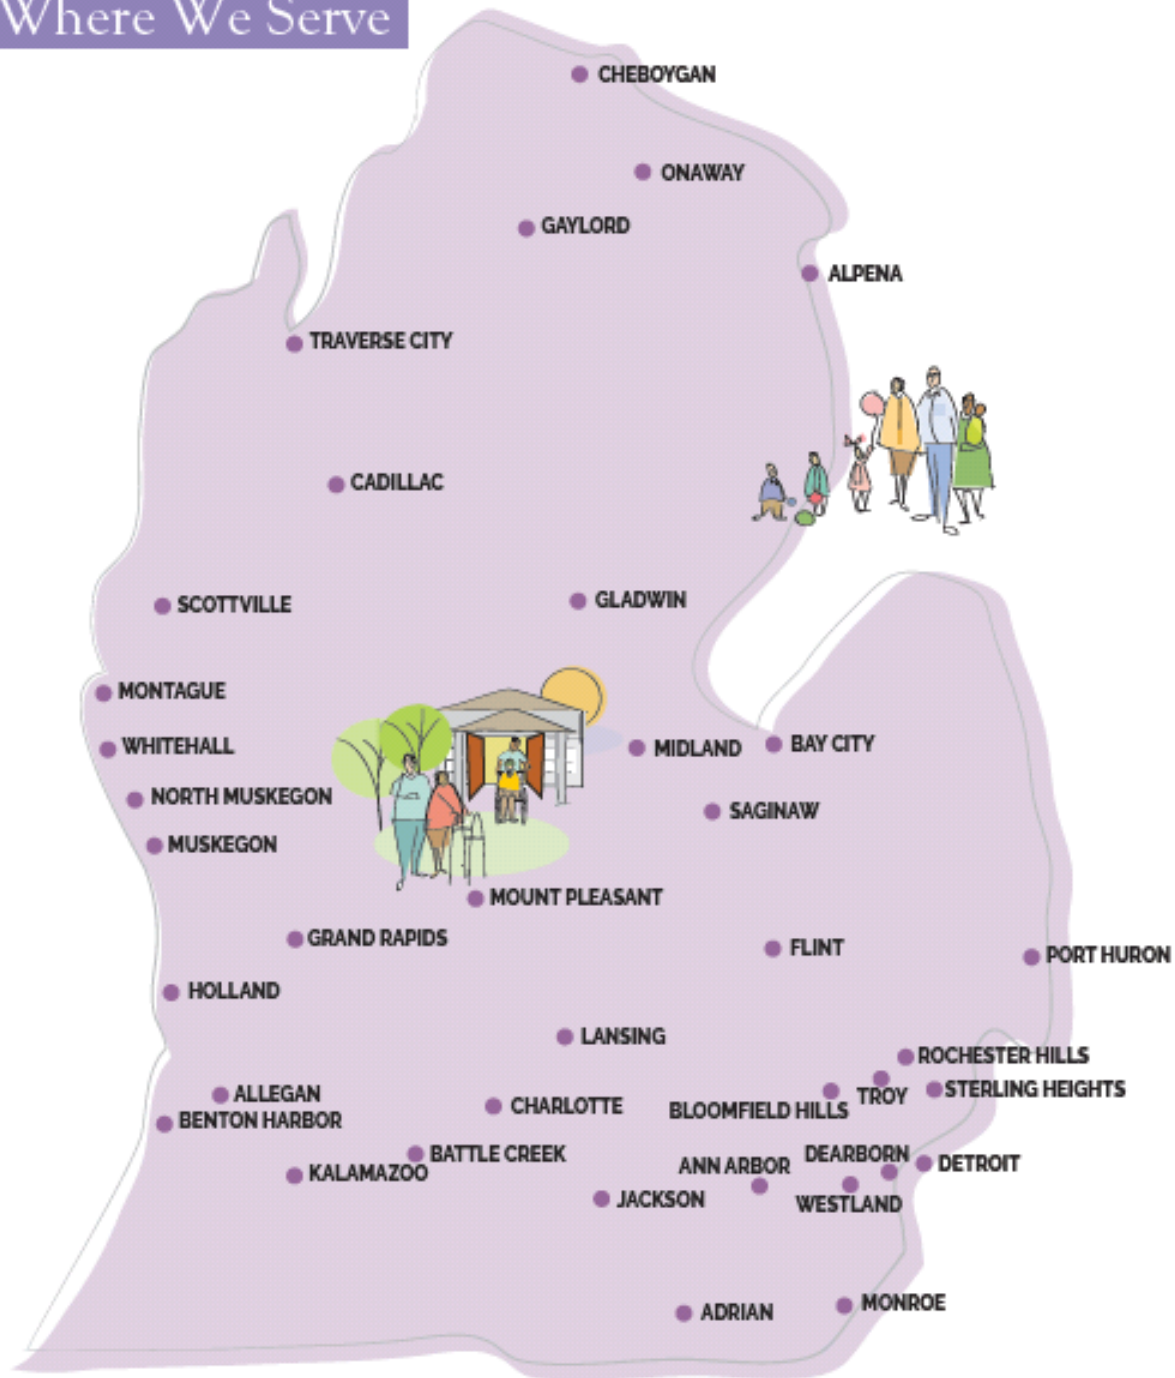 Where We Serve
CHEBOYGAN
ONAWAY
GAYLORD
ALPENA
TRAVERSE CITY
CADILLAC
SCOTTVILLE
GLADWIN
MONTAGUE
WHITEHALL
MIDLAND
BAY CITY
NORTH MUSKEGON
SAGINAW
MUSKEGON
MOUNT PLEASANT
GRAND RAPIDS
FLINT
PORT HURON
HOLLAND
LANSING
ROCHESTER HILLS
ALLEGAN
TROY
STERLING HEIGHTS
BENTON HARBOR
CHARLOTTE
BLOOMFIELD HILLS
BATTLE CREEK
DEARBORN
KALAMAZOO
ANN ARBOR
DETROIT
JACKSON
WESTLAND
ADRIAN
MONROE